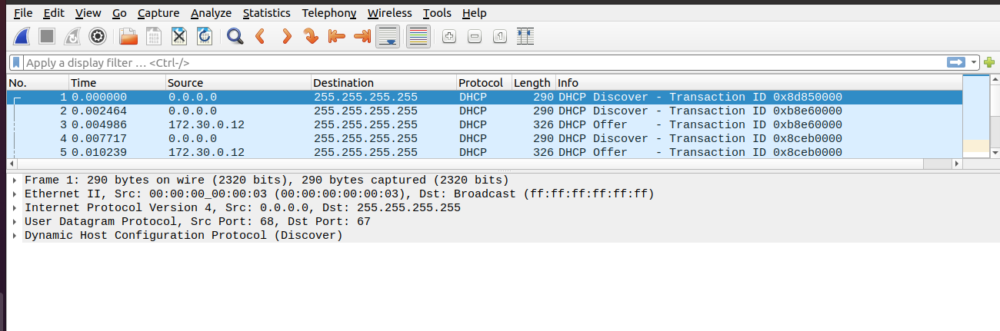 File Edit View Go Capture Analyze Statistics Telephony Wireless Tools Help
Apply a display filter … <Ctrl-/>
No. Time Source Destination Protocol Length Info
1 0.000000 0.0.0.0 255.255.255.255 DHCP 290 DHCP Discover - Transaction ID 0x8d850000
2 0.002464 0.0.0.0 255.255.255.255 DHCP 290 DHCP Discover - Transaction ID 0xb8e60000
3 0.004986 172.30.0.12 255.255.255.255 DHCP 326 DHCP Offer - Transaction ID 0xb8e60000
4 0.007717 0.0.0.0 255.255.255.255 DHCP 290 DHCP Discover - Transaction ID 0x8ceb0000
5 0.010239 172.30.0.12 255.255.255.255 DHCP 326 DHCP Offer - Transaction ID 0x8ceb0000
Frame 1: 290 bytes on wire (2320 bits), 290 bytes captured (2320 bits)
Ethernet II, Src: 00:00:00_00:00:03 (00:00:00:00:00:03), Dst: Broadcast (ff:ff:ff:ff:ff:ff)
Internet Protocol Version 4, Src: 0.0.0.0, Dst: 255.255.255.255
User Datagram Protocol, Src Port: 68, Dst Port: 67
Dynamic Host Configuration Protocol (Discover)